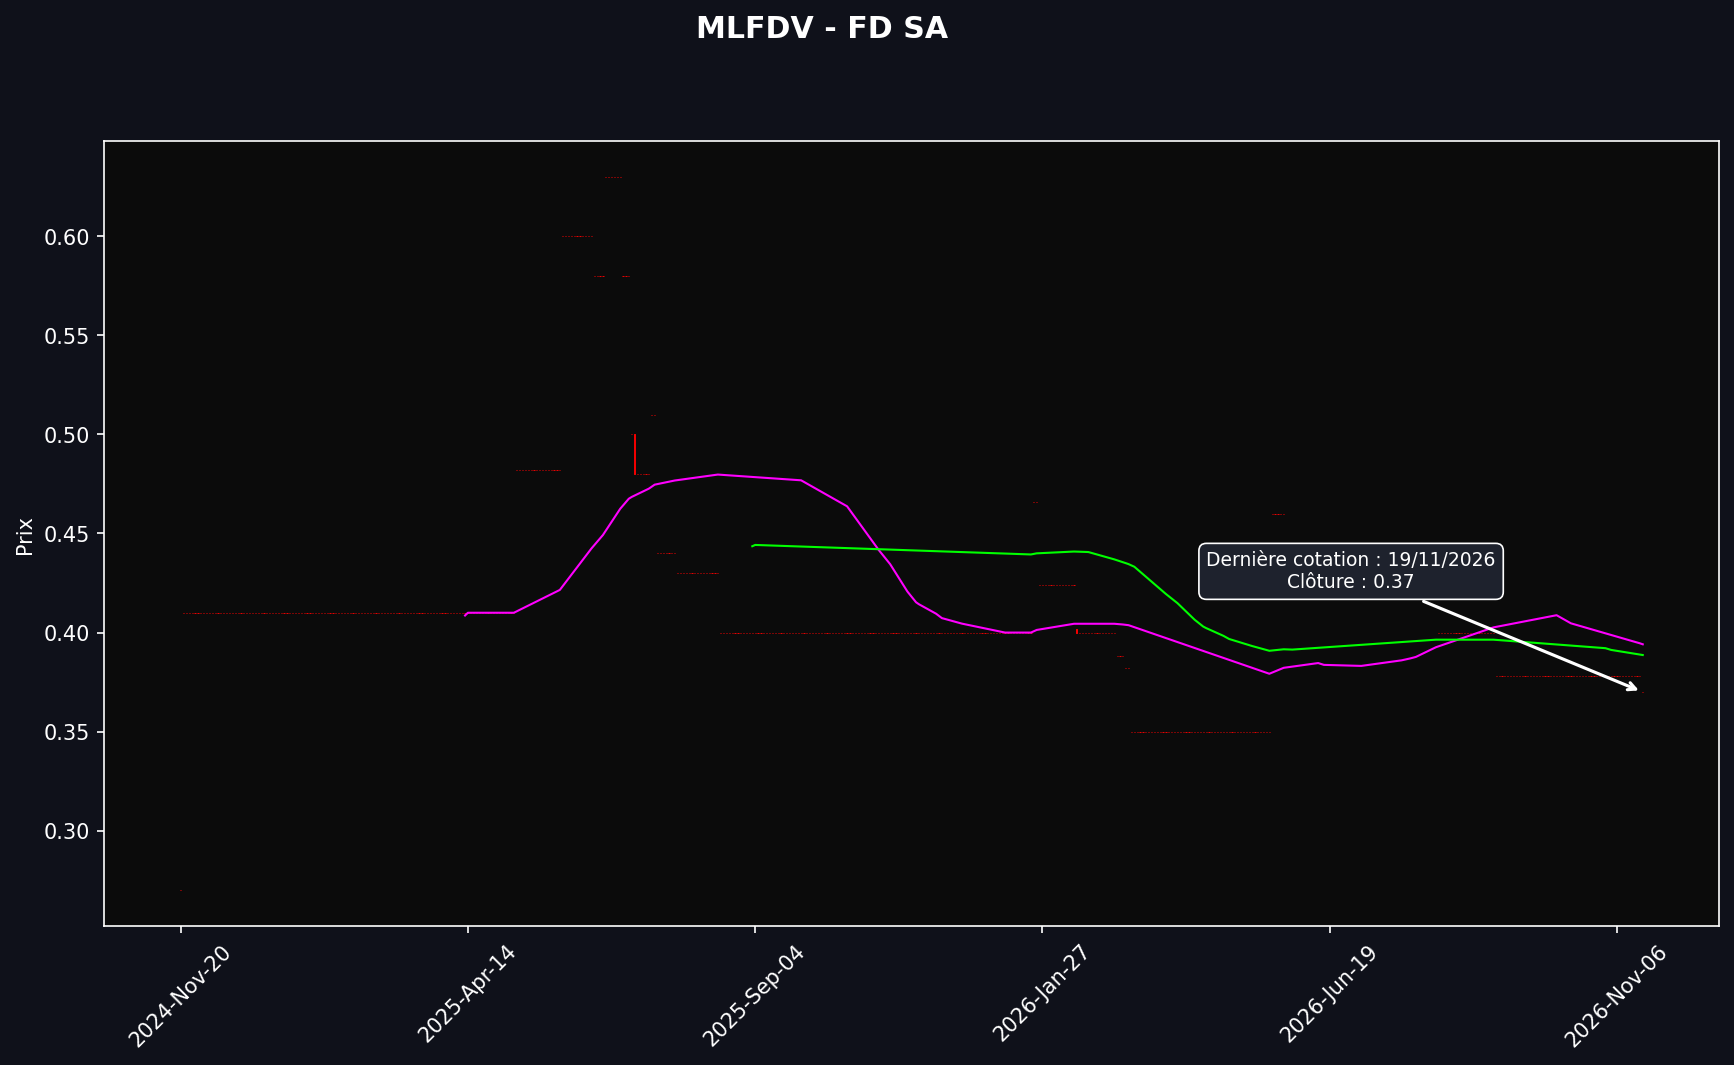 MLFDV - FD SA
Prix
0.60
0.55
0.50
0.45
0.40
0.35
0.30
Dernière cotation : 19/11/2026
Clôture : 0.37
2024-Nov-20
2025-Apr-14
2025-Sep-04
2026-Jan-27
2026-Jun-19
2026-Nov-06